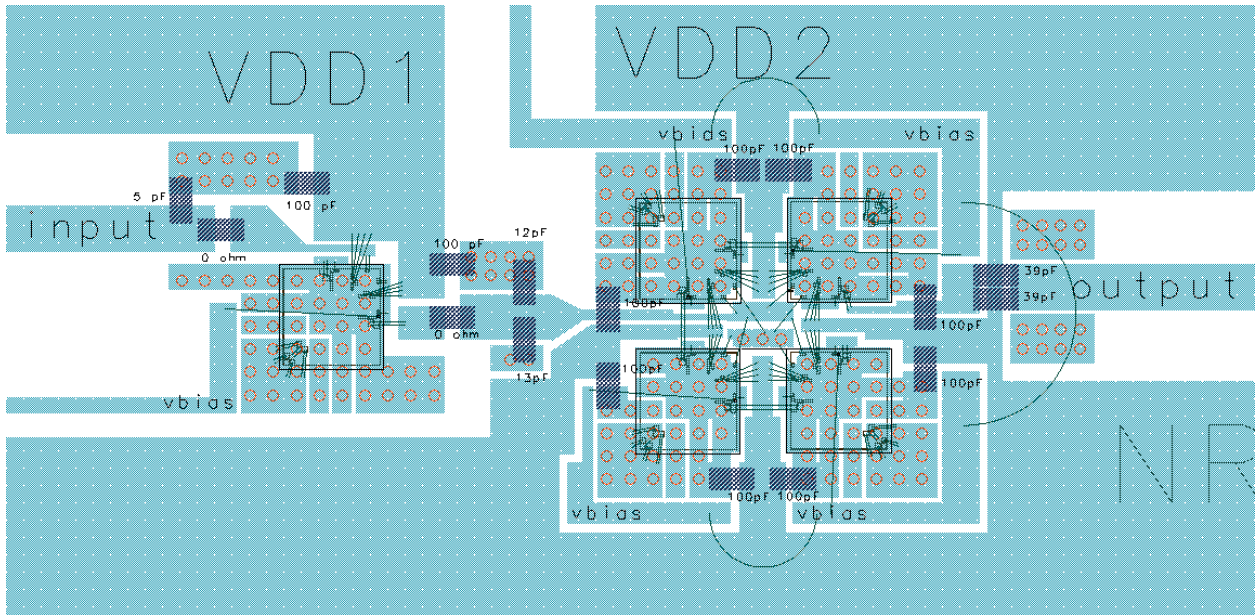 VDD1
VDD2
vbias
vbias
100pF
100pF
5 pF
100 pF
input
0 ohm
100 pF
12pF
39pF
39pF
output
100pF
100pF
0 ohm
13pF
100pF
100pF
vbias
100pF
100pF
vbias
vbias
NR